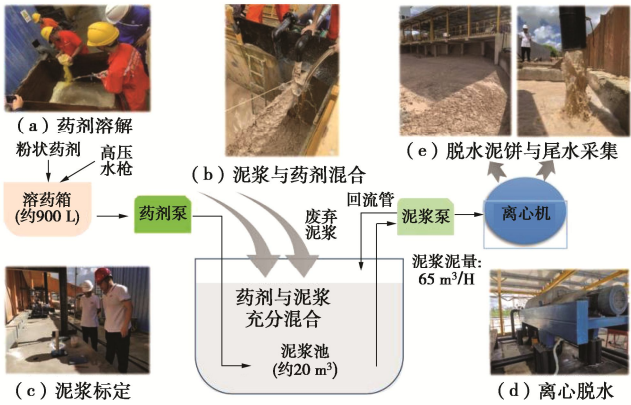 (a) 药剂溶解
粉状药剂
高压
水枪
溶药箱
(约900 L)
药剂泵
(b) 泥浆与药剂混合
废弃
泥浆
回流管
泥浆泵
(e) 脱水泥饼与尾水采集
离心机
泥浆泥量:
65 m³/H
药剂与泥浆
充分混合
泥浆池
(约20 m³)
(c) 泥浆标定
(d) 离心脱水